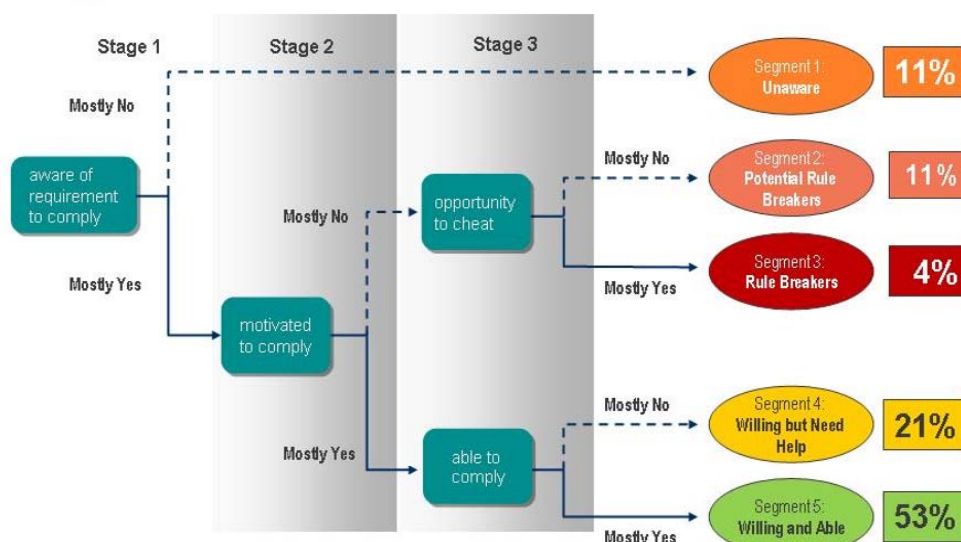 Stage 1
Stage 2
Stage 3
Mostly No
aware of
requirement
to comply
Mostly Yes
Mostly No
motivated
to comply
Mostly Yes
opportunity
to cheat
able to
comply
Mostly No
Mostly Yes
Mostly No
Mostly Yes
Segment 1:
Unaware
11%
Segment 2:
Potential Rule
Breakers
11%
Segment 3:
Rule Breakers
4%
Segment 4:
Willing but Need
Help
21%
Segment 5:
Willing and Able
53%